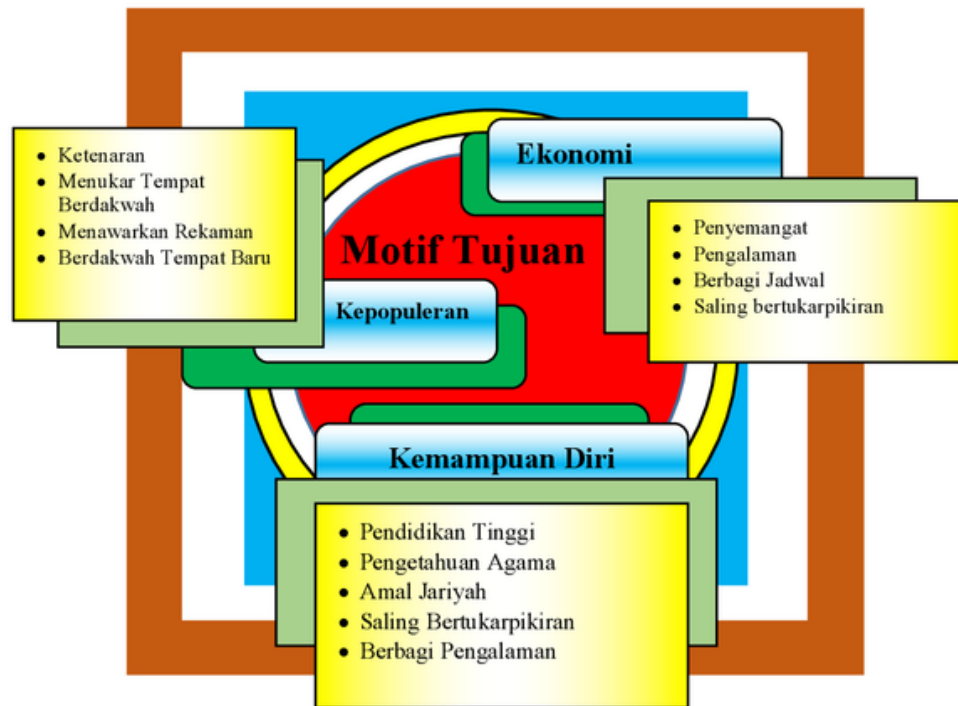 Motif Tujuan
Ekonomi
• Penyemangat
• Pengalaman
• Berbagi Jadwal
• Saling bertukarpikiran
Kepopuleran
• Ketenaran
• Menukar Tempat
Berdakwah
• Menawarkan Rekaman
• Berdakwah Tempat Baru
Kemampuan Diri
• Pendidikan Tinggi
• Pengetahuan Agama
• Amal Jariyah
• Saling Bertukarpikiran
• Berbagi Pengalaman